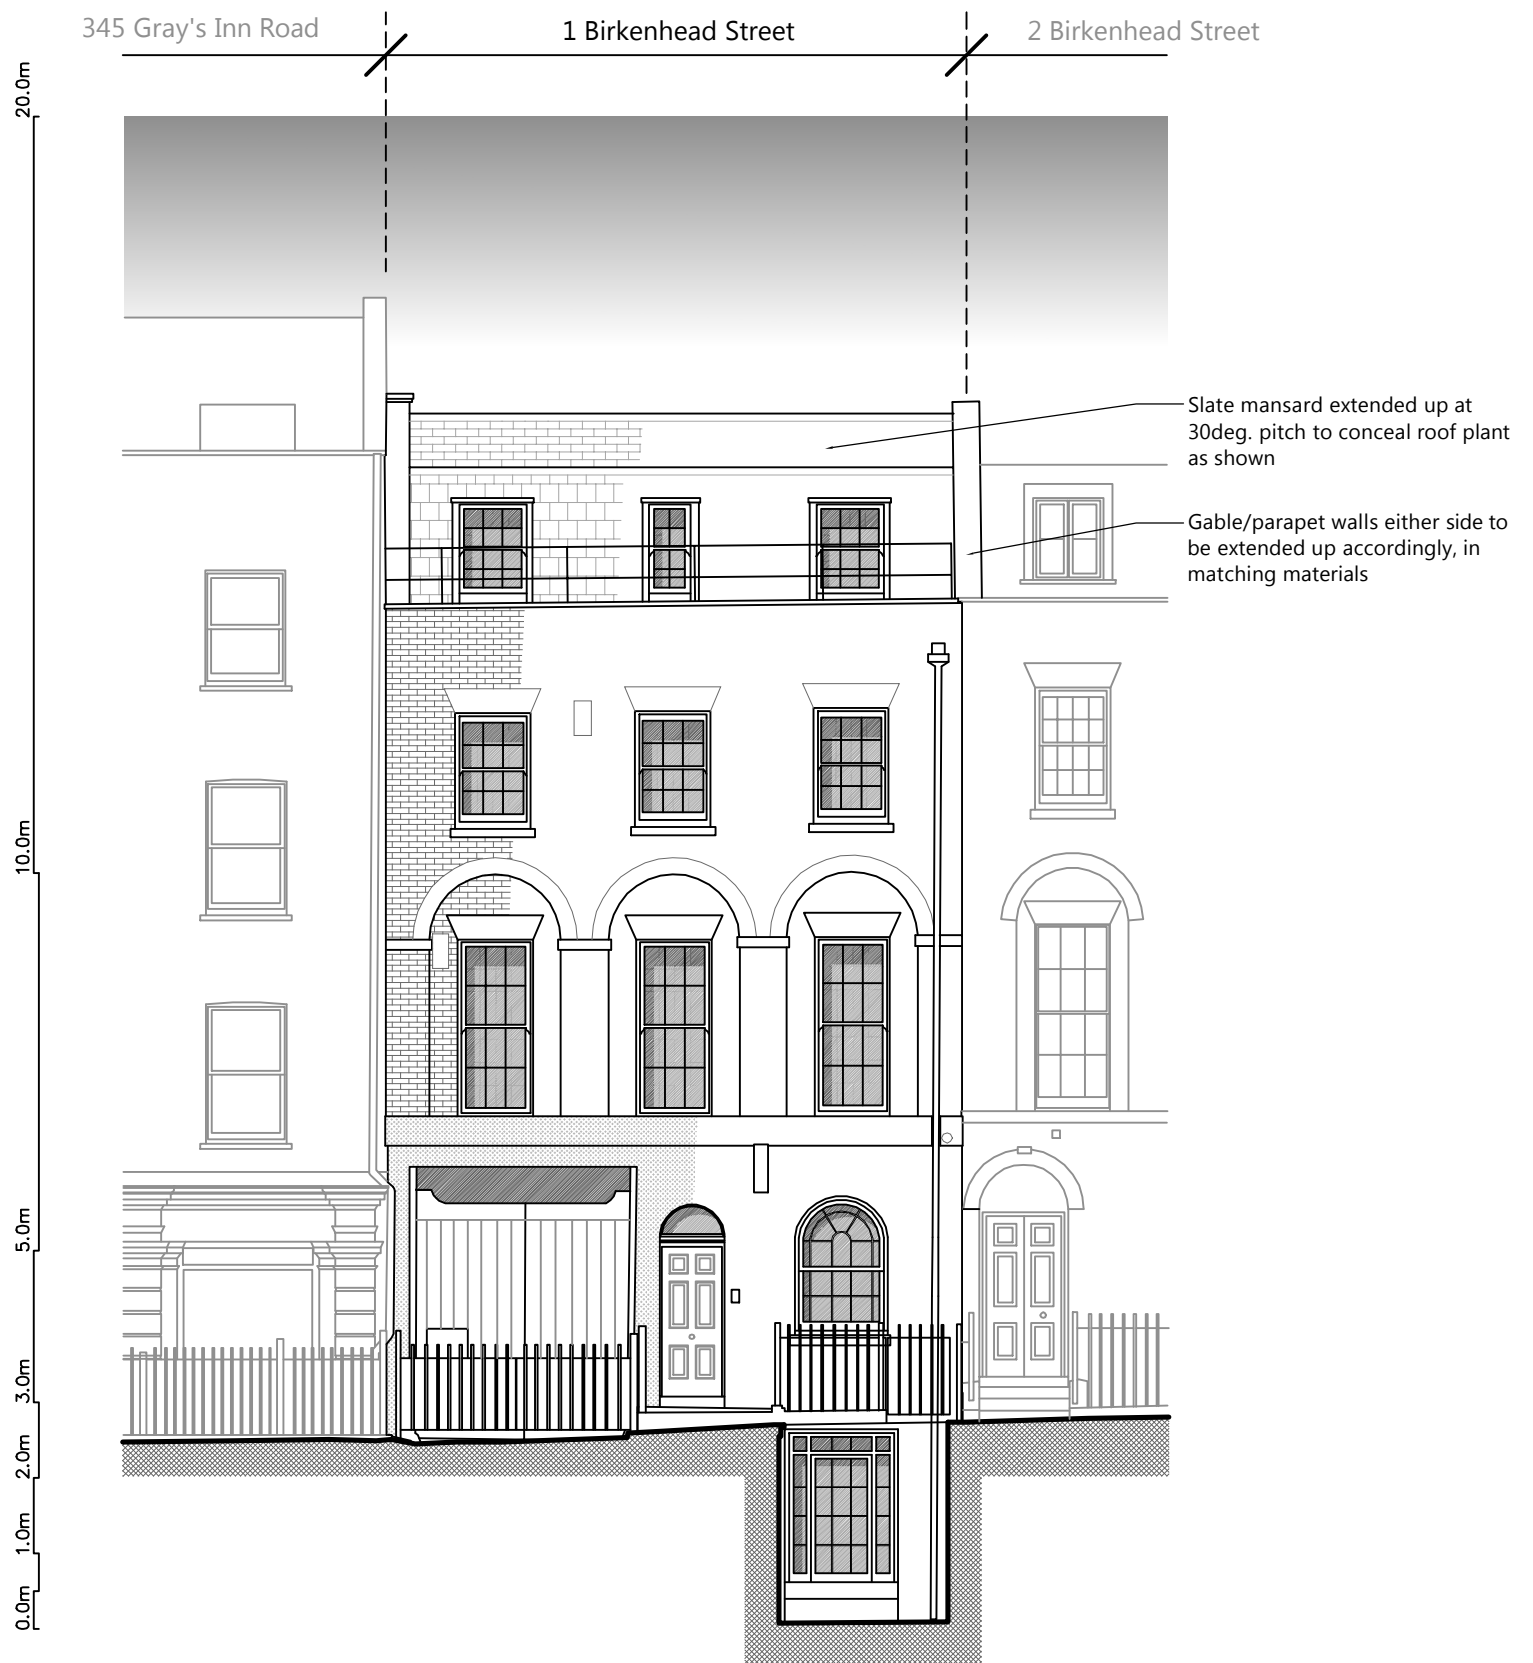 345 Gray's Inn Road
1 Birkenhead Street
2 Birkenhead Street
20.0m
Slate mansard extended up at
30deg. pitch to conceal roof plant
as shown
Gable/parapet walls either side to
be extended up accordingly, in
matching materials
10.0m
5.0m
3.0m
2.0m
1.0m
0.0m